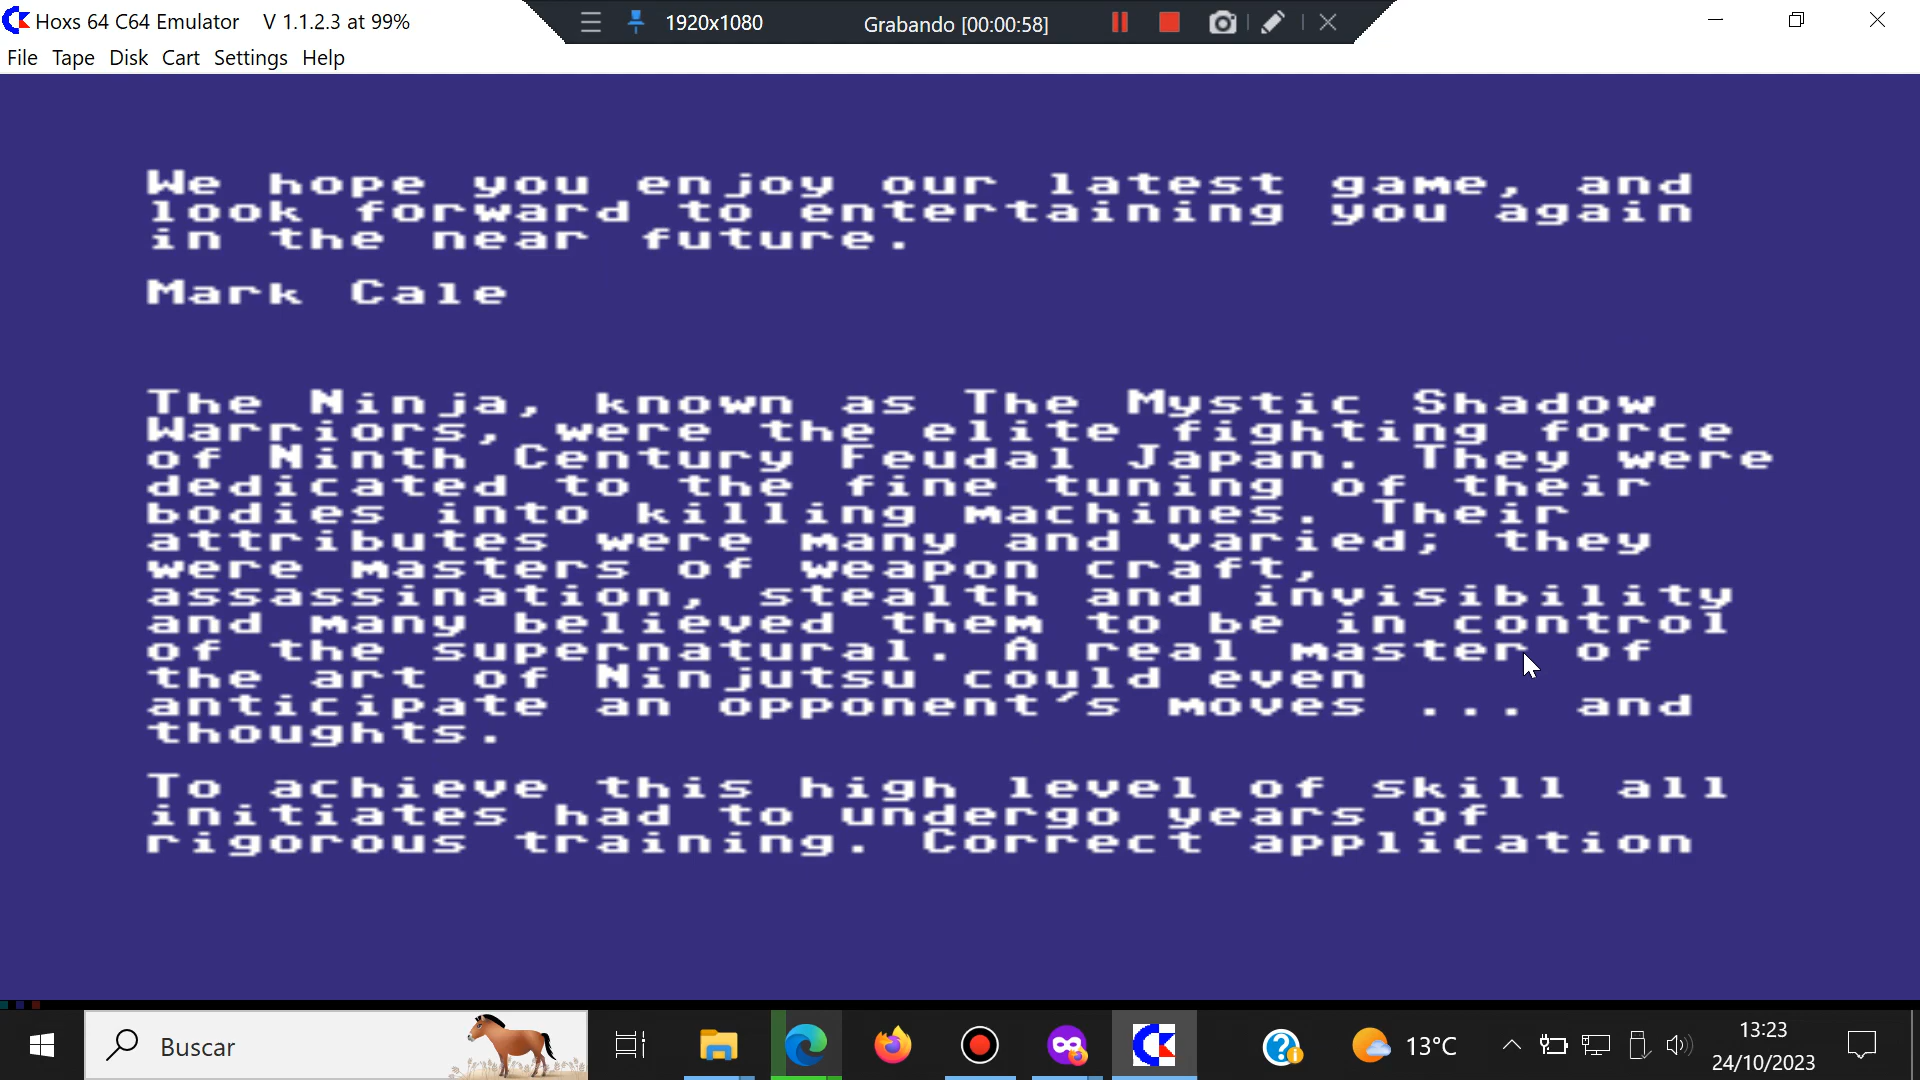 Hoxs 64 C64 Emulator V 1.1.2.3 at 99%
1920x1080
Grabando [00:00:58]
File Tape Disk Cart Settings Help
We hope you enjoy our latest game, and
look forward to entertaining you again
in the near future.
Mark Cale
The Ninja, known as The Mystic Shadow
Warriors, were the elite fighting force
of Ninth Century Feudal Japan. They were
dedicated to the fine tuning of their
bodies into killing machines. Their
attributes were many and varied; they
were masters of weapon craft,
assassination, stealth and invisibility
and many believed them to be in control
of the supernatural. A real master of
the art of Ninjutsu could even
anticipate an opponent's moves ... and
thoughts.
To achieve this high level of skill all
initiates had to undergo years of
rigorous training. Correct application
Buscar
13°C
13:23
24/10/2023